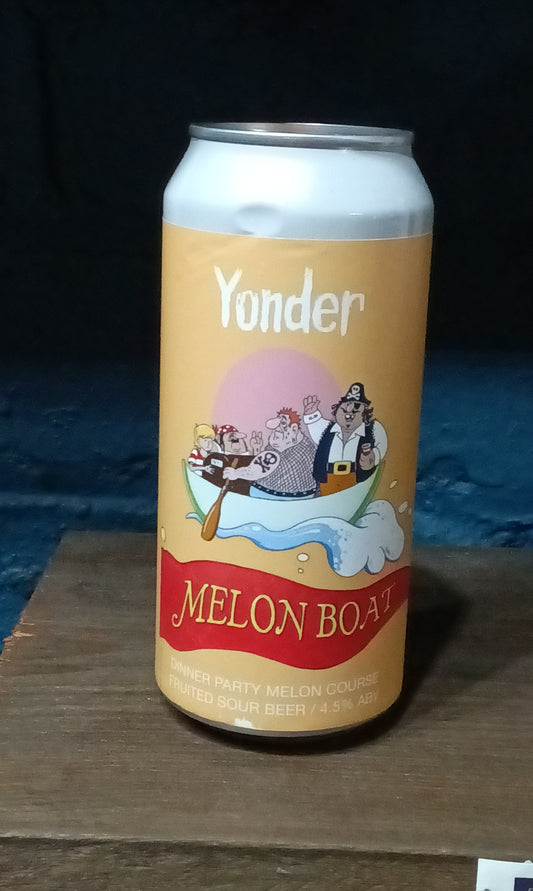 Yonder
MELON BOAT
DINNER PARTY MELON COURSE
FRUITED SOUR BEER / 4.5% ABV